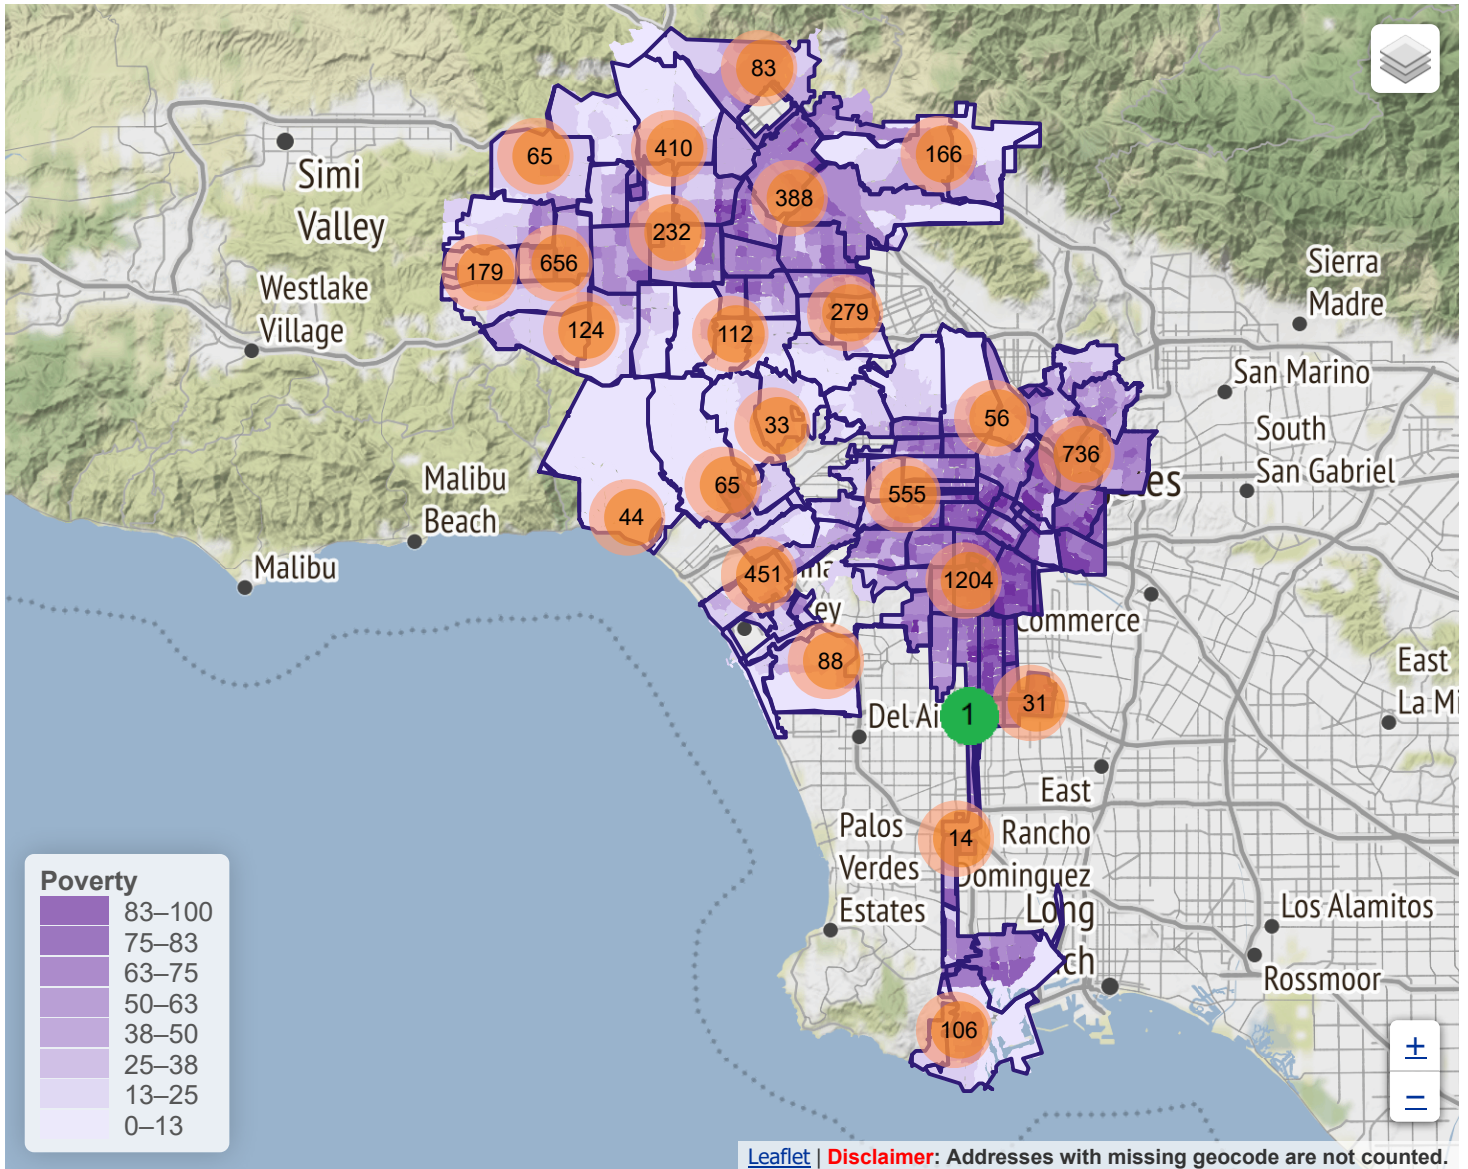 83
65
410
166
388
Simi
Valley
232
179
656
Sierra
Madre
Westlake
Village
124
112
279
San Marino
33
56
South
San Gabriel
736
es
Malibu
Beach
65
555
44
Malibu
451
na
1204
ey
Commerce
88
East
La Mi
31
Del Ai
1
East
Rancho
Dominguez
Palos
Verdes
Estates
14
Long
ch
Los Alamitos
Rossmoor
106
Poverty
83–100
75–83
63–75
50–63
38–50
25–38
13–25
0–13
+
−
Leaflet | Disclaimer: Addresses with missing geocode are not counted.